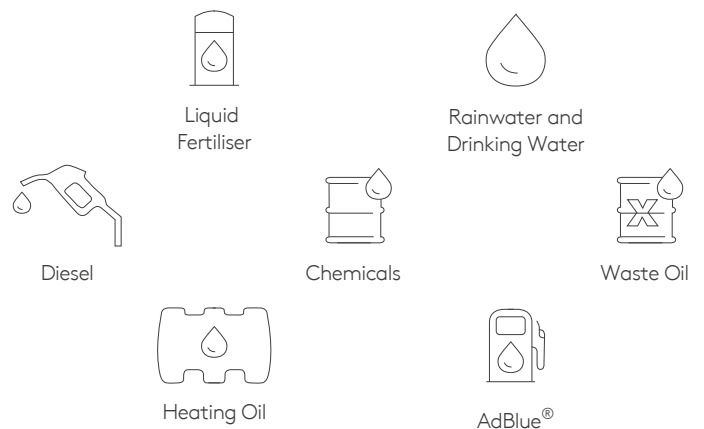 Liquid
Fertiliser
Rainwater and
Drinking Water
Diesel
Chemicals
X
Waste Oil
Heating Oil
AdBlue®